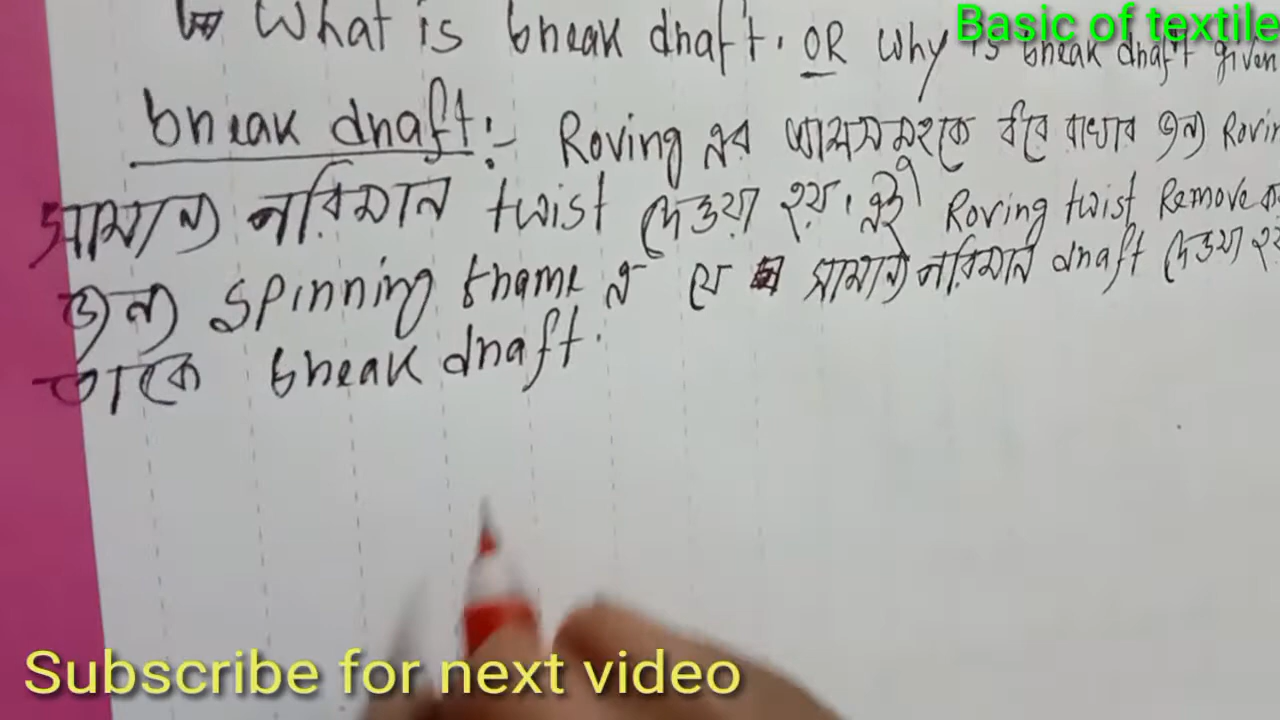 Basic of textile
What is break draft. OR Why is break draft given
break draft:- Roving এর আঁশসমূহকে ধরে রাখার জন্য Rovin
সামান্য পরিমান twist দেওয়া হয়। এই Roving twist Remove ক
জন্য Spinning frame এ যে সামান্য পরিমান draft দেওয়া হয়
তাকে break draft.
Subscribe for next video